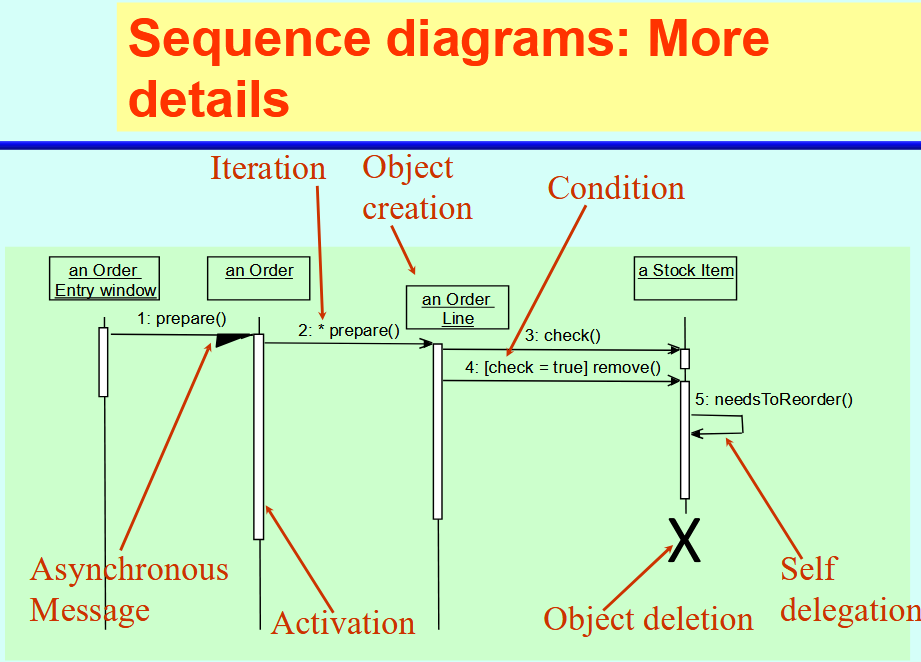 Sequence diagrams: More
details
Iteration
Object
creation
Condition
an Order
Entry window
an Order
an Order
Line
a Stock Item
1: prepare()
2: * prepare()
3: check()
4: [check = true] remove()
5: needsToReorder()
X
Asynchronous
Message
Activation
Object deletion
Self
delegation